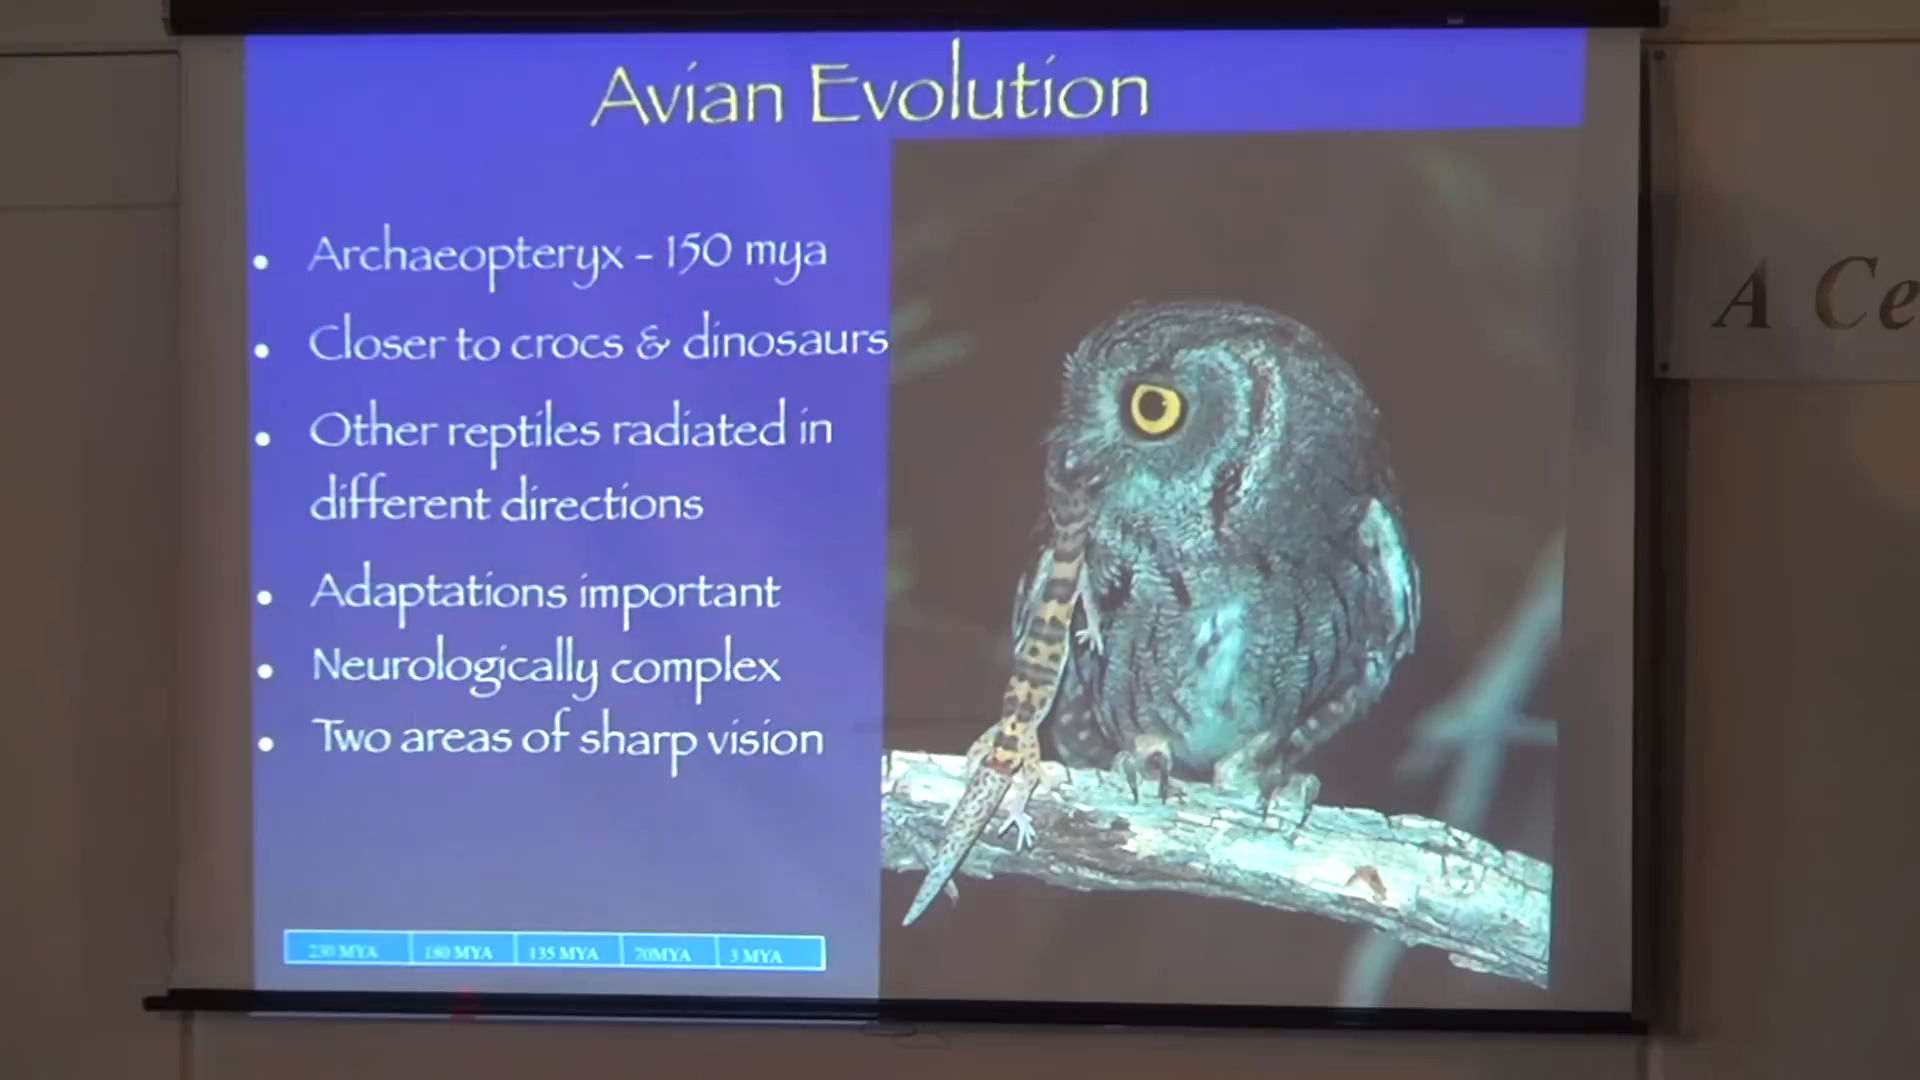 Avian Evolution
• Archaeopteryx - 150 mya
• Closer to crocs & dinosaurs
• Other reptiles radiated in
different directions
• Adaptations important
• Neurologically complex
• Two areas of sharp vision
230 MYA 180 MYA 135 MYA 70MYA 3 MYA
A Ce